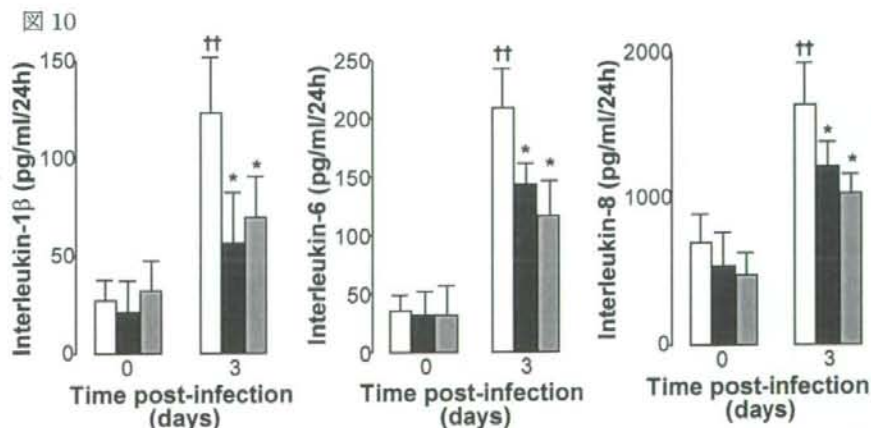 図 10
Interleukin-1β (pg/ml/24h)
150
100
50
0
††
*
*
0
3
Time post-infection
(days)
Interleukin-6 (pg/ml/24h)
250
200
150
100
50
0
††
*
*
0
3
Time post-infection
(days)
Interleukin-8 (pg/ml/24h)
2000
1000
0
††
*
*
0
3
Time post-infection
(days)